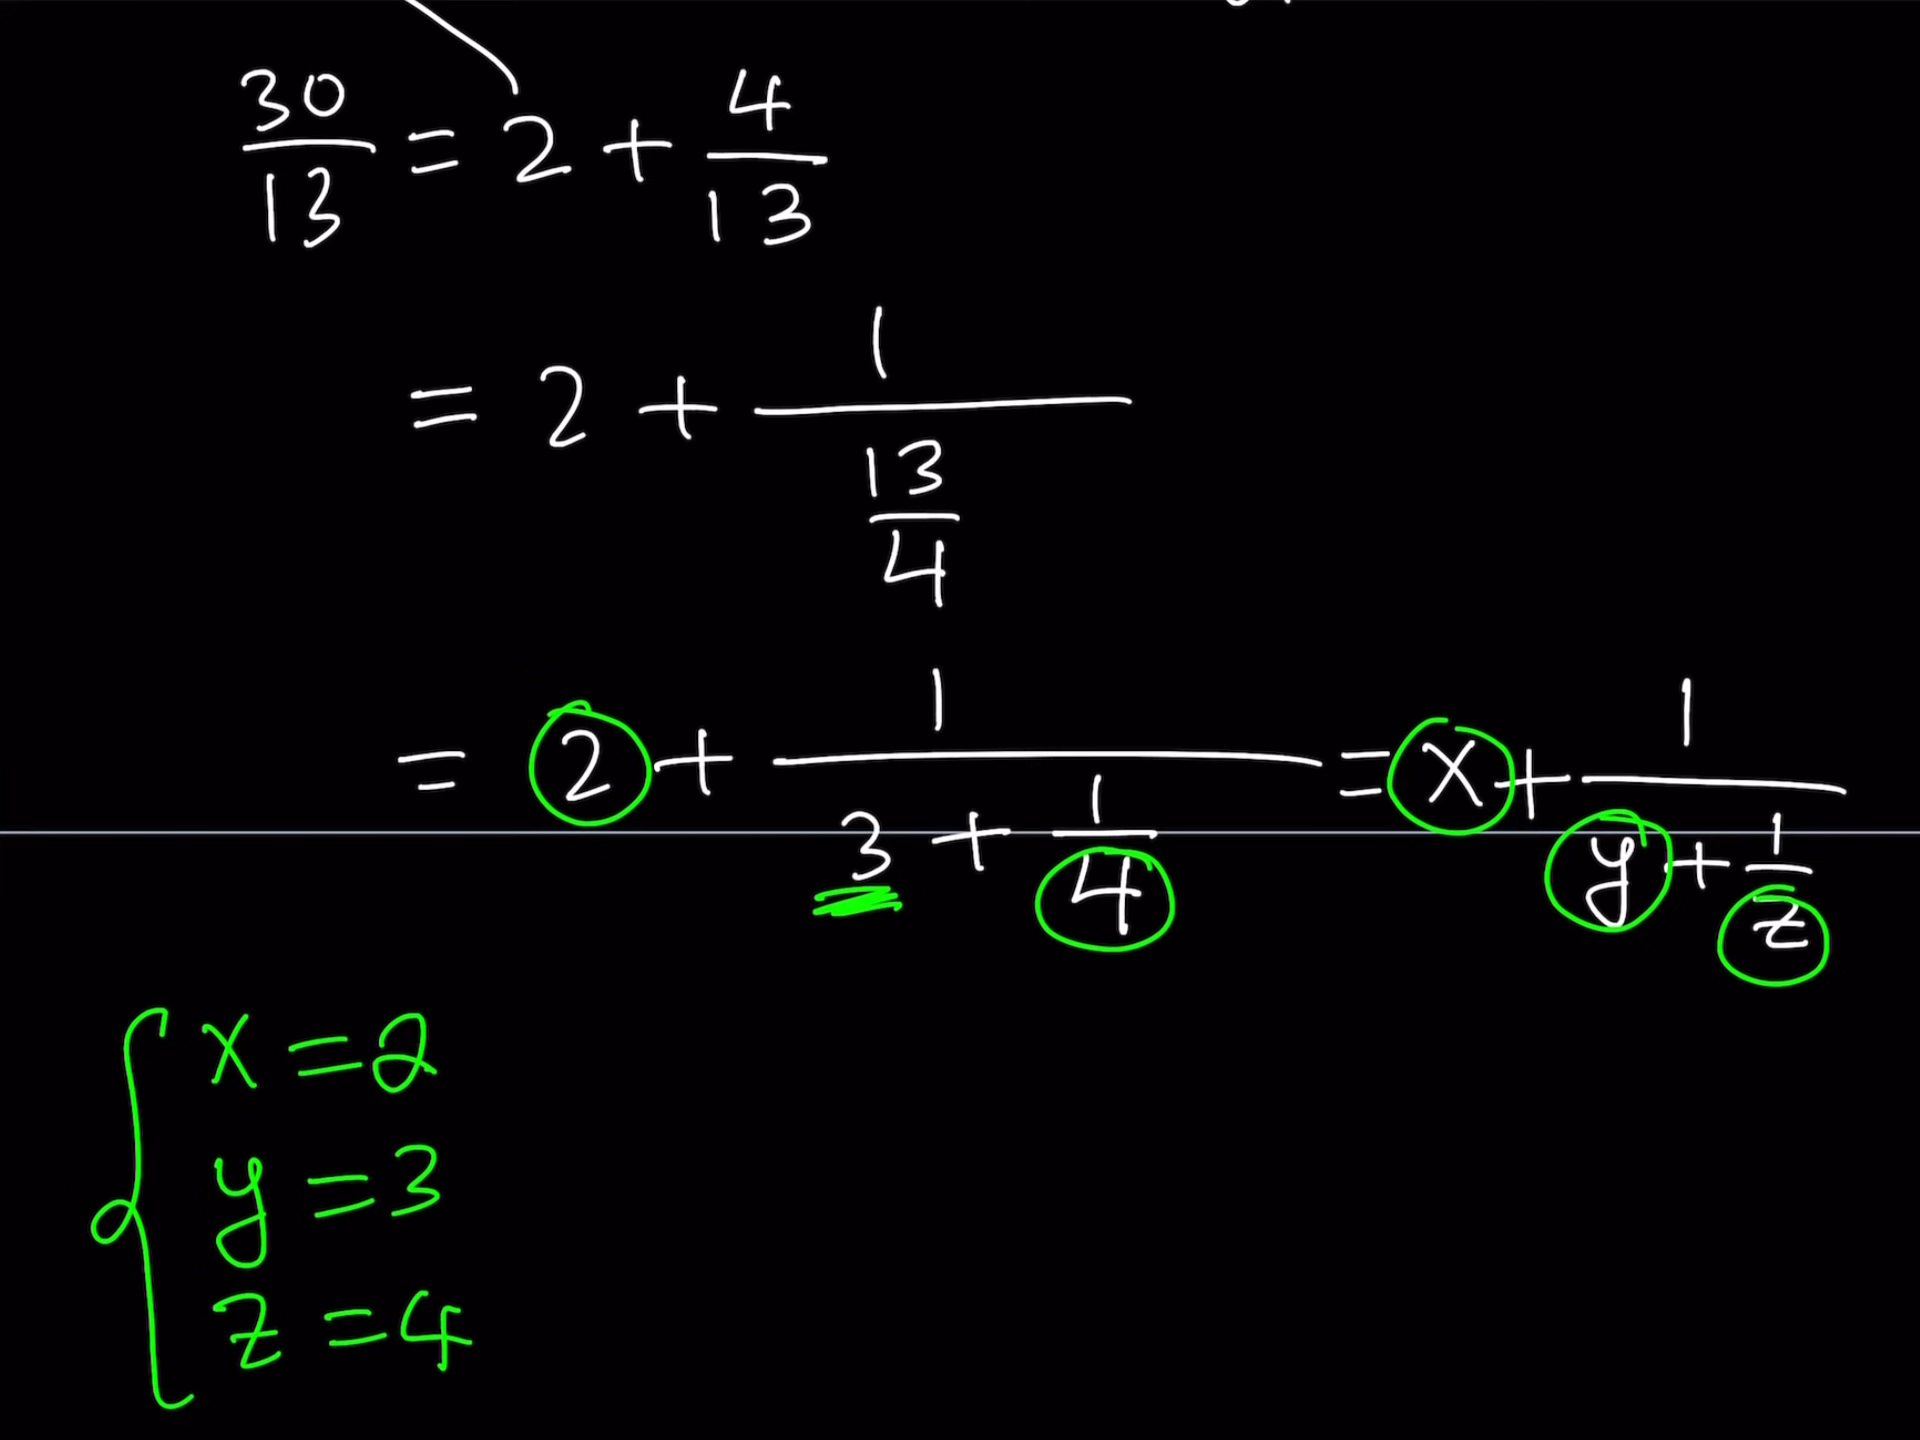 30/13 = 2 + 4/13
= 2 + 1/(13/4)
= 2 + 1/(3 + 1/4) = x + 1/(y + 1/z)
x = 2
y = 3
z = 4